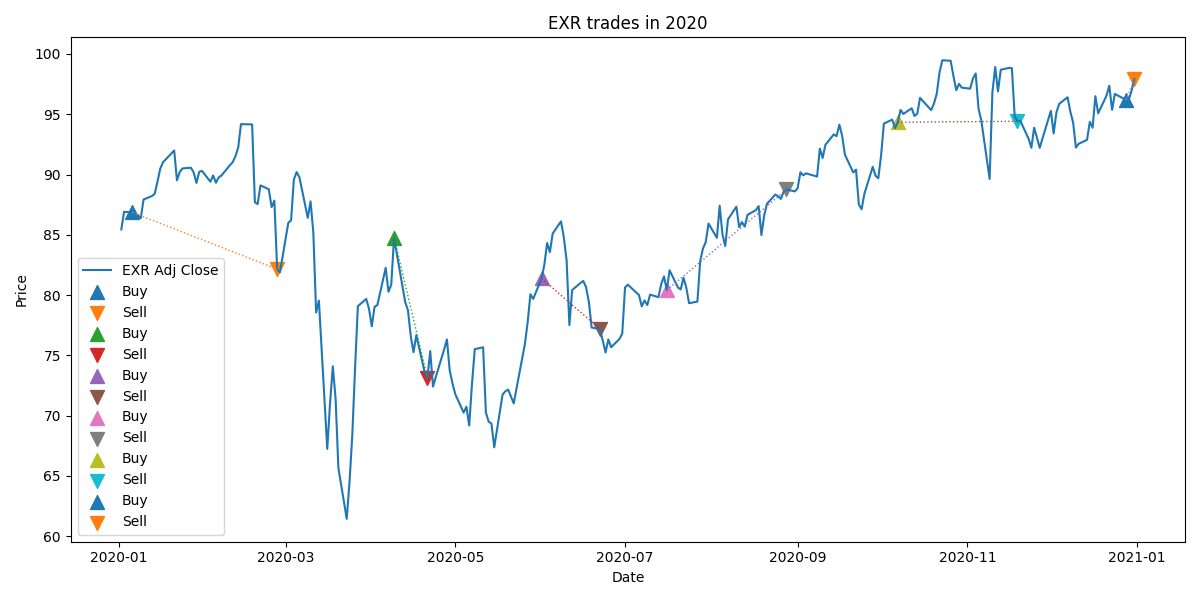 EXR trades in 2020
100
95
90
85
80
75
70
65
60
Price
EXR Adj Close
Buy
Sell
Buy
Sell
Buy
Sell
Buy
Sell
Buy
Sell
Buy
Sell
2020-01
2020-03
2020-05
2020-07
2020-09
2020-11
2021-01
Date